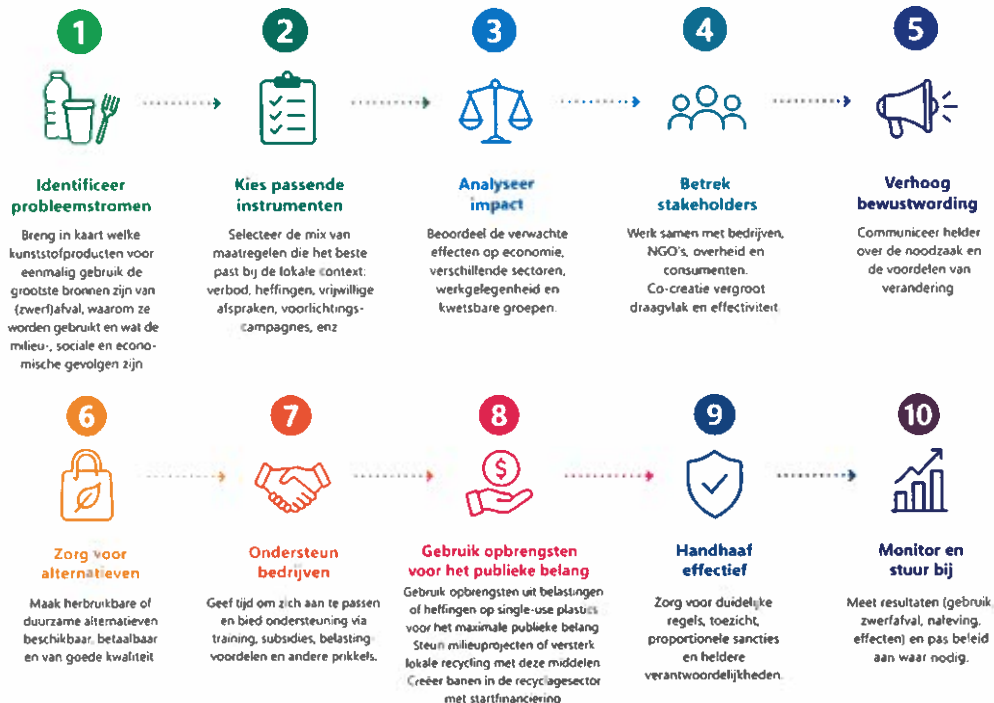 1
Identificeer
probleemstromen
Breng in kaart welke
kunststofproducten voor
eenmalig gebruik de
grootste bronnen zijn van
(zwerf)afval, waarom ze
worden gebruikt en wat de
milieu-, sociale en econo-
mische gevolgen zijn
2
Kies passende
instrumenten
Selecteer de mix van
maatregelen die het beste
past bij de lokale context:
verbod, heffingen, vrijwillige
afspraken, voorlichtings-
campagnes, enz
3
Analyseer
impact
Beoordeel de verwachte
effecten op economie,
verschillende sectoren,
werkgelegenheid en
kwetsbare groepen.
4
Betrek
stakeholders
Werk samen met bedrijven,
NGO's, overheid en
consumenten.
Co-creatie vergroot
draagvlak en effectiviteit
5
Verhoog
bewustwording
Communiceer helder
over de noodzaak en
de voordelen van
verandering
6
Zorg voor
alternatieven
Maak herbruikbare of
duurzame alternatieven
beschikbaar, betaalbaar
en van goede kwaliteit
7
Ondersteun
bedrijven
Geef tijd om zich aan te passen
en bied ondersteuning via
training, subsidies, belasting
voordelen en andere prikkels.
8
$
Gebruik opbrengsten
voor het publieke belang
Gebruik opbrengsten uit belastingen
of heffingen op single-use plastics
voor het maximale publieke belang
Steun milieuprojecten of versterk
lokale recycling met deze middelen
Creëer banen in de recyclagesector
met startfinanciering
9
Handhaaf
effectief
Zorg voor duidelijke
regels, toezicht,
proportionele sancties
en heldere
verantwoordelijkheden.
10
Monitor en
stuur bij
Meet resultaten (gebruik,
zwerfafval, naleving,
effecten) en pas beleid
aan waar nodig.